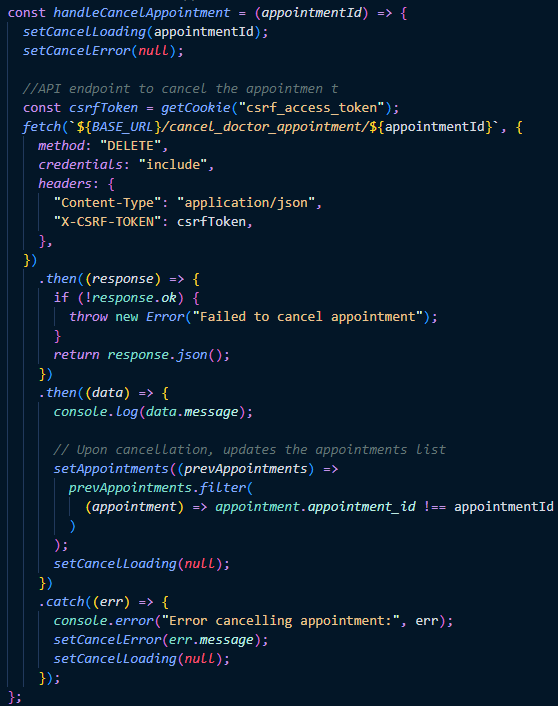 const handleCancelAppointment = (appointmentId) => {
  setCancelLoading(appointmentId);
  setCancelError(null);

  //API endpoint to cancel the appointmen t
  const csrfToken = getCookie("csrf_access_token");
  fetch(`${BASE_URL}/cancel_doctor_appointment/${appointmentId}`, {
    method: "DELETE",
    credentials: "include",
    headers: {
      "Content-Type": "application/json",
      "X-CSRF-TOKEN": csrfToken,
    },
  })
    .then((response) => {
      if (!response.ok) {
        throw new Error("Failed to cancel appointment");
      }
      return response.json();
    })
    .then((data) => {
      console.log(data.message);

      // Upon cancellation, updates the appointments list
      setAppointments((prevAppointments) =>
        prevAppointments.filter(
          (appointment) => appointment.appointment_id !== appointmentId
        )
      );
      setCancelLoading(null);
    })
    .catch((err) => {
      console.error("Error cancelling appointment:", err);
      setCancelError(err.message);
      setCancelLoading(null);
    });
};